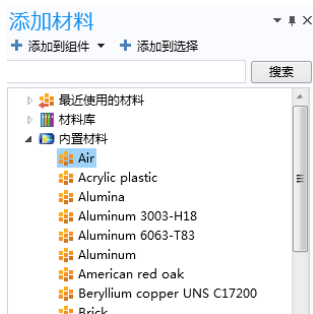 添加材料
添加到组件 添加到选择
搜索
最近使用的材料
材料库
内置材料
Air
Acrylic plastic
Alumina
Aluminum 3003-H18
Aluminum 6063-T83
Aluminum
American red oak
Beryllium copper UNS C17200
Brick